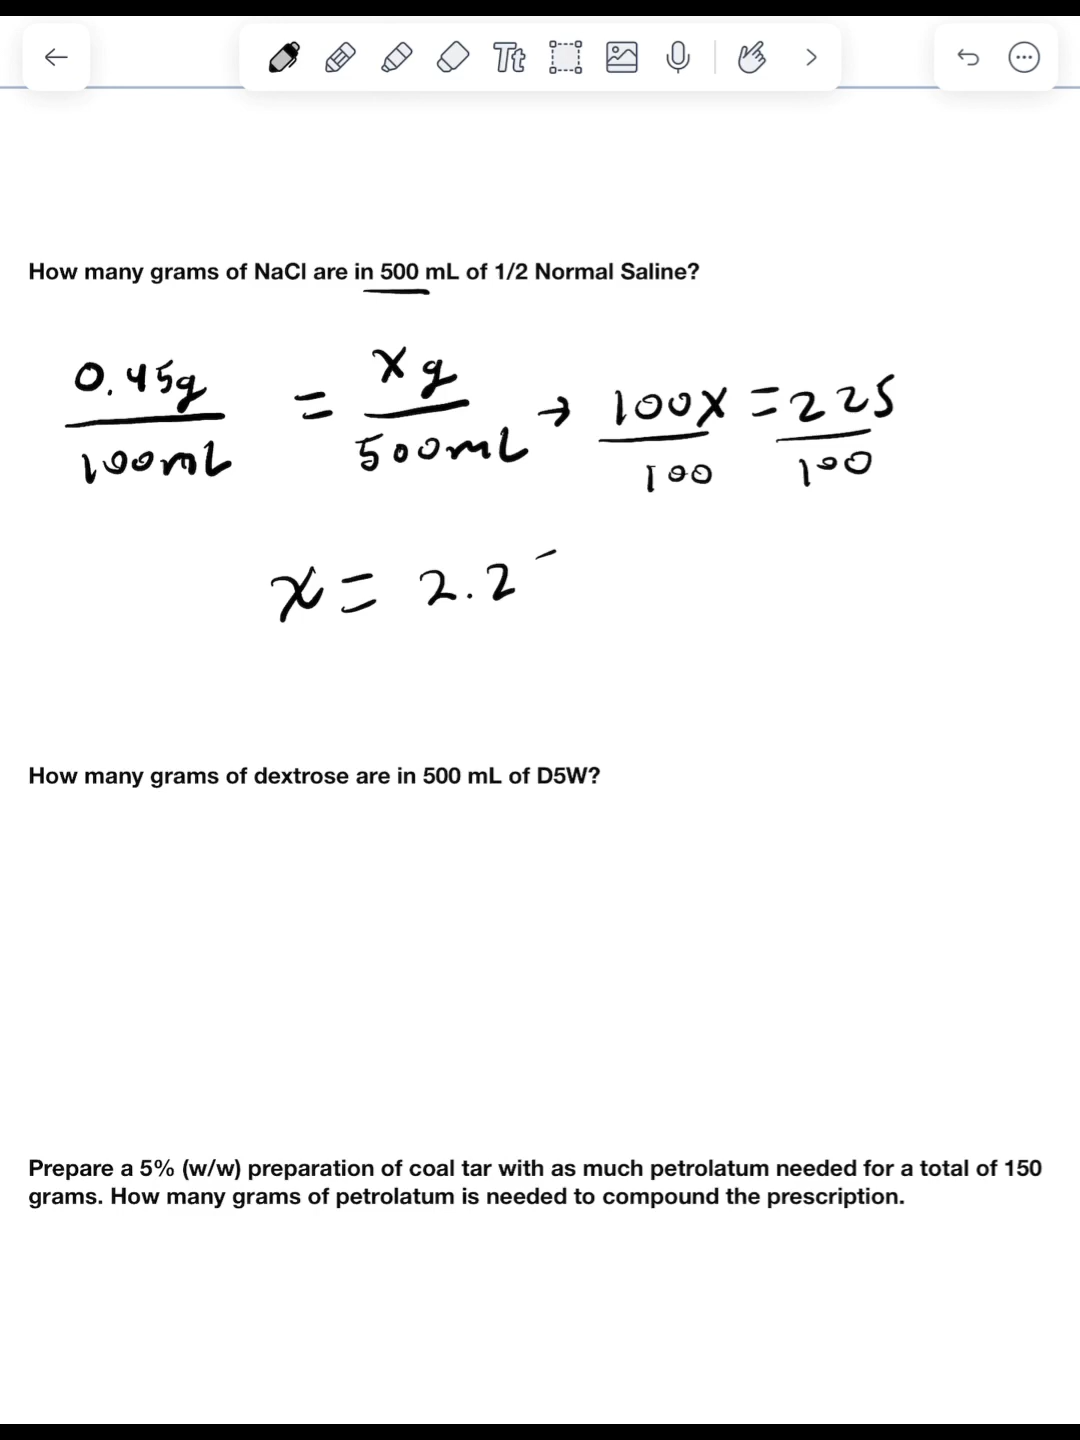 Tt
How many grams of NaCl are in 500 mL of 1/2 Normal Saline?
0.45g / 100mL = x g / 500mL → 100x / 100 = 225 / 100
x = 2.2
How many grams of dextrose are in 500 mL of D5W?
Prepare a 5% (w/w) preparation of coal tar with as much petrolatum needed for a total of 150
grams. How many grams of petrolatum is needed to compound the prescription.